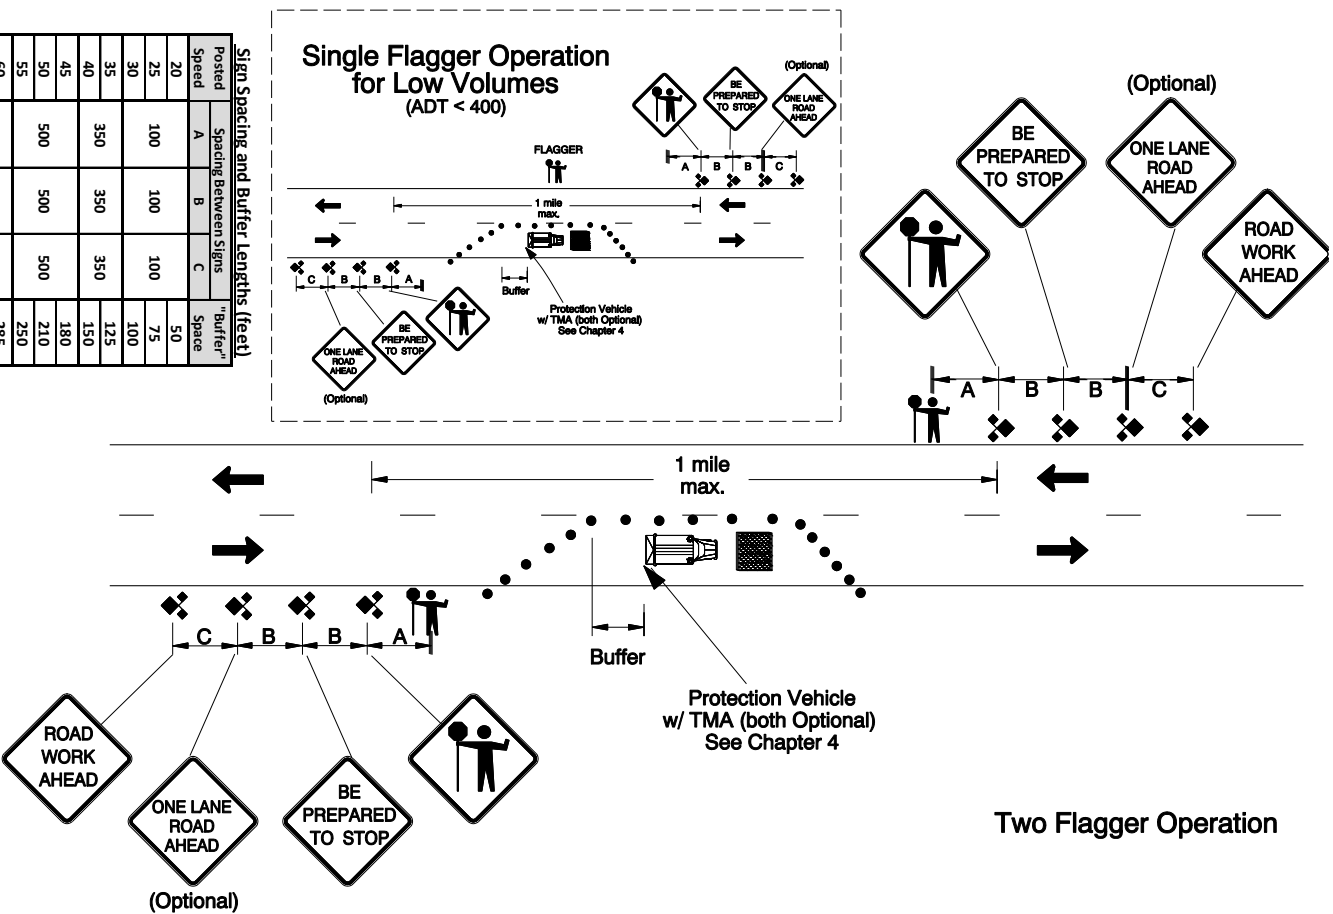 Sign Spacing and Buffer Lengths (feet)
Posted Speed Spacing Between Signs "Buffer" Space
A B C
20 50
25 100 100 100 75
30 100
35 125
350 350 350
40 150
45 180
50 500 500 500 210
55 250
Single Flagger Operation
for Low Volumes
(ADT < 400)
(Optional)
BE
PREPARED
TO STOP
ONE LANE
ROAD
AHEAD
A B B C
FLAGGER
1 mile
max.
C B B A
Buffer
Protection Vehicle
w/ TMA (both Optional)
See Chapter 4
BE
PREPARED
TO STOP
ONE LANE
ROAD
AHEAD
(Optional)
(Optional)
BE
PREPARED
TO STOP
ONE LANE
ROAD
AHEAD
ROAD
WORK
AHEAD
A B B C
1 mile
max.
C B B A
Buffer
Protection Vehicle
w/ TMA (both Optional)
See Chapter 4
ROAD
WORK
AHEAD
ONE LANE
ROAD
AHEAD
BE
PREPARED
TO STOP
(Optional)
Two Flagger Operation